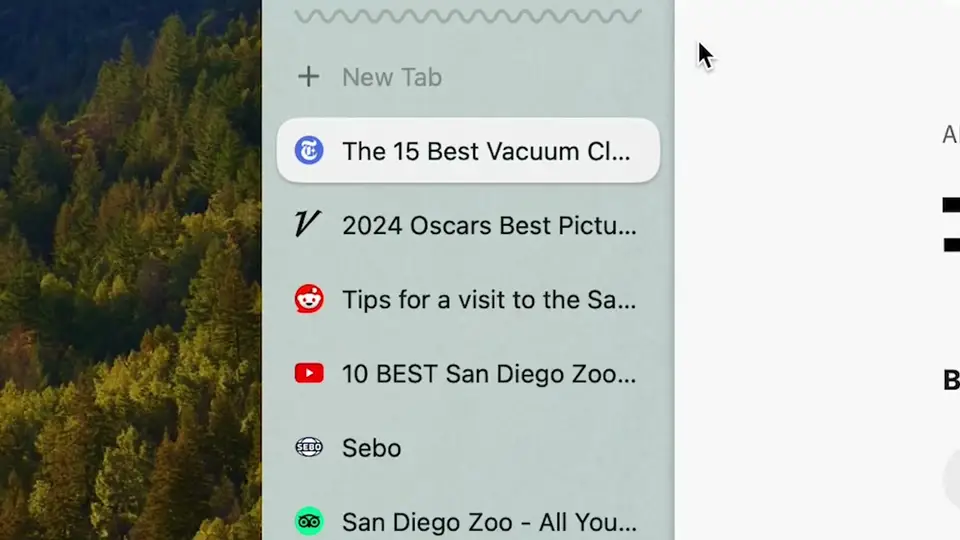 New Tab
The 15 Best Vacuum Cl...
2024 Oscars Best Pictu...
Tips for a visit to the Sa...
10 BEST San Diego Zoo...
SEBO
Sebo
San Diego Zoo - All You...